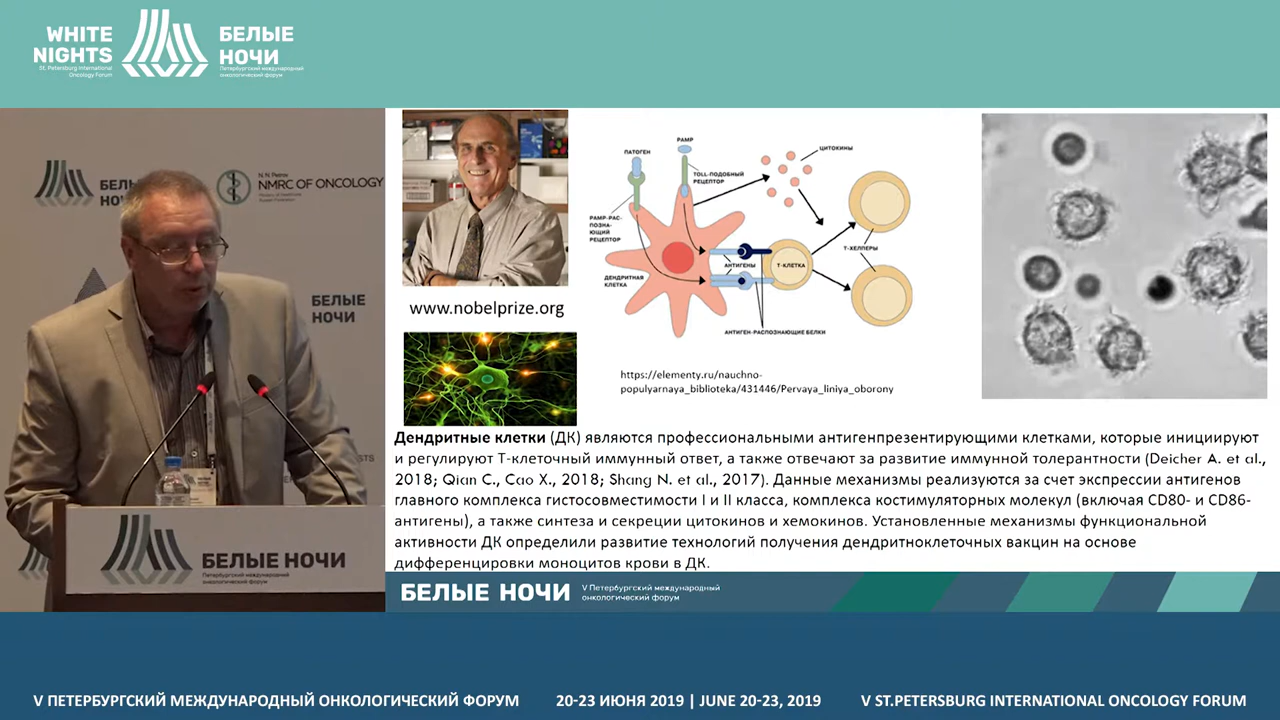 WHITE
NIGHTS
St. Petersburg International
Oncology Forum
БЕЛЫЕ
НОЧИ
Петербургский международный
онкологический форум
N.N. Petrov
NMRC OF ONCOLOGY
БЕЛЫЕ
НОЧИ
БЕЛЫЕ НОЧИ
Петербургский международный
онкологический форум
www.nobelprize.org
ПАТОГЕН
PAMP
TOLL-ПОДОБНЫЙ
РЕЦЕПТОР
ЦИТОКИНЫ
PAMP-РАС-
ПОЗНА-
ЮЩИЙ
РЕЦЕПТОР
ДЕНДРИТНАЯ
КЛЕТКА
АНТИГЕНЫ
Т-КЛЕТКА
Т-ХЕЛПЕРЫ
АНТИГЕН-РАСПОЗНАЮЩИЕ БЕЛКИ
https://elementy.ru/nauchno-
populyarnaya_biblioteka/431446/Pervaya_liniya_oborony
Дендритные клетки (ДК) являются профессиональными антигенпрезентирующими клетками, которые инициируют
и регулируют Т-клеточный иммунный ответ, а также отвечают за развитие иммунной толерантности (Deicher A. et al.,
2018; Qian C., Cao X., 2018; Shang N. et al., 2017). Данные механизмы реализуются за счет экспрессии антигенов
главного комплекса гистосовместимости I и II класса, комплекса костимуляторных молекул (включая CD80- и CD86-
антигены), а также синтеза и секреции цитокинов и хемокинов. Установленные механизмы функциональной
активности ДК определили развитие технологий получения дендритноклеточных вакцин на основе
дифференцировки моноцитов крови в ДК.
БЕЛЫЕ НОЧИ
V Петербургский международный
онкологический форум
V ПЕТЕРБУРГСКИЙ МЕЖДУНАРОДНЫЙ ОНКОЛОГИЧЕСКИЙ ФОРУМ
20-23 ИЮНЯ 2019 | JUNE 20-23, 2019
V ST.PETERSBURG INTERNATIONAL ONCOLOGY FORUM